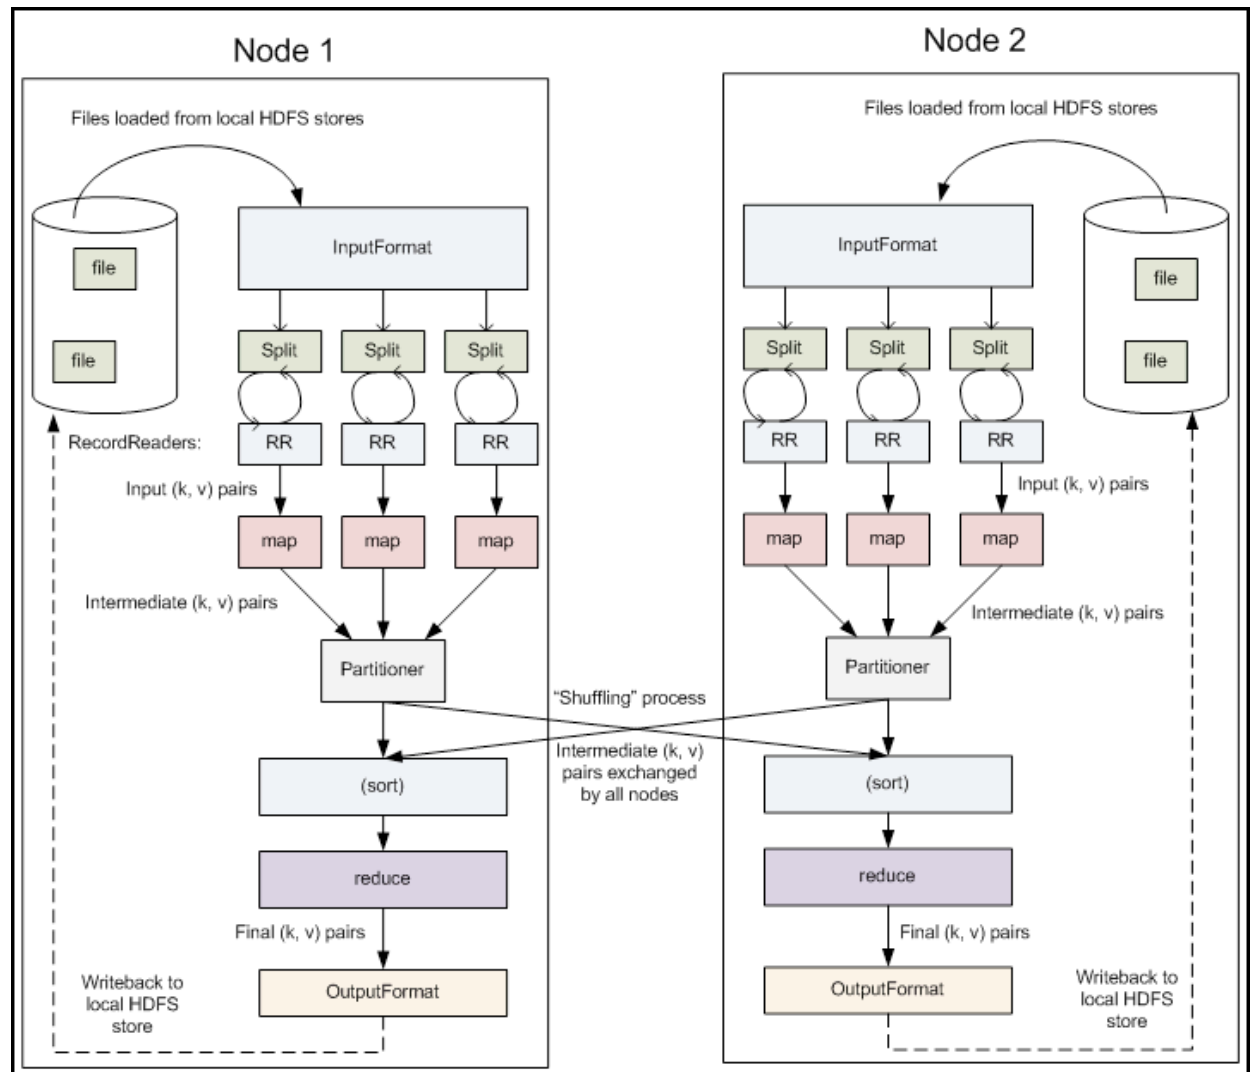 Node 1
Files loaded from local HDFS stores
InputFormat
file
file
Split
Split
Split
RecordReaders:
RR
RR
RR
Input (k, v) pairs
map
map
map
Intermediate (k, v) pairs
Partitioner
(sort)
reduce
Final (k, v) pairs
OutputFormat
Writeback to
local HDFS
store
“Shuffling” process
Intermediate (k, v)
pairs exchanged
by all nodes
Node 2
Files loaded from local HDFS stores
InputFormat
file
file
Split
Split
Split
RR
RR
RR
Input (k, v) pairs
map
map
map
Intermediate (k, v) pairs
Partitioner
(sort)
reduce
Final (k, v) pairs
OutputFormat
Writeback to
local HDFS
store